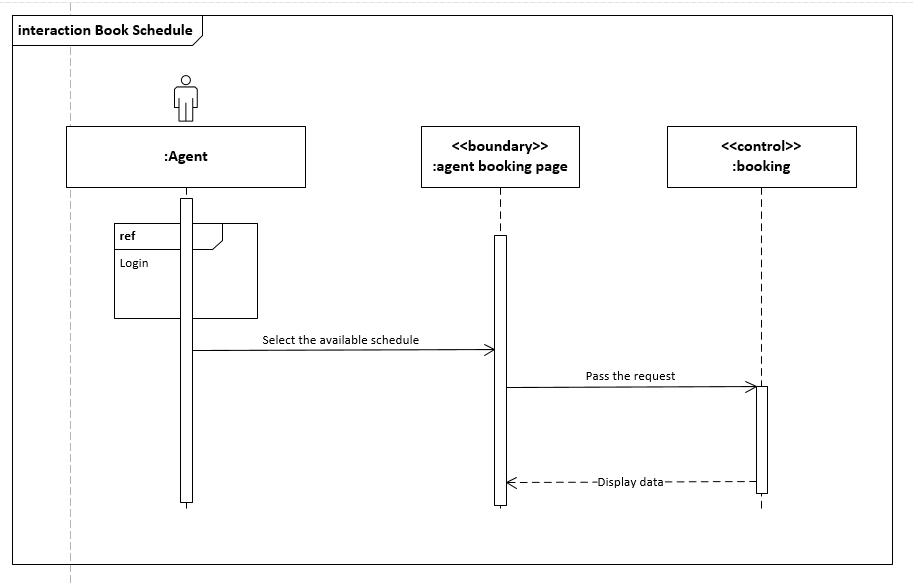 interaction Book Schedule
:Agent
<<boundary>>
:agent booking page
<<control>>
:booking
ref
Login
Select the available schedule
Pass the request
Display data